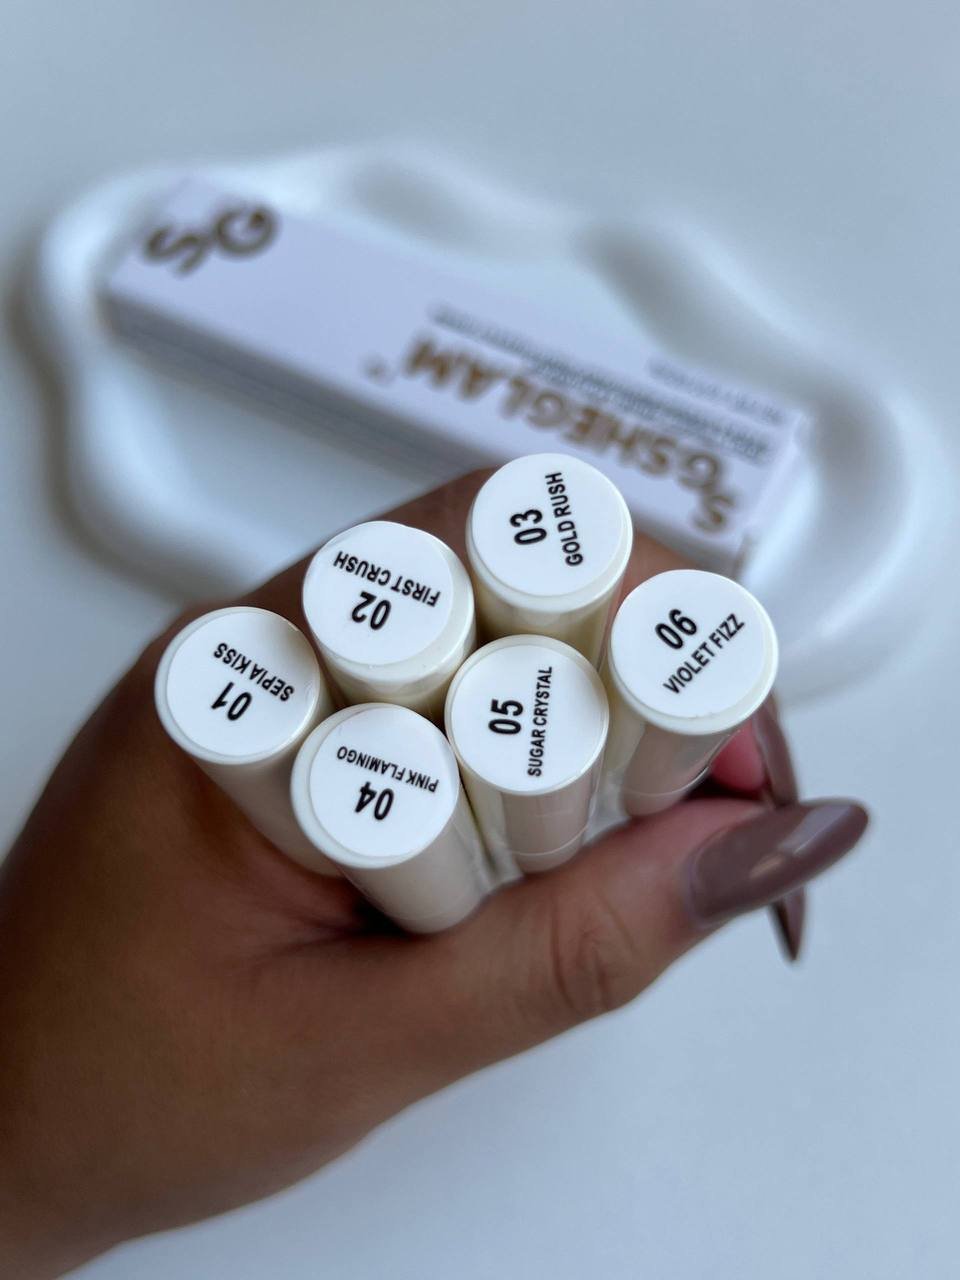 SG
SHEGLAM
SG
03
GOLD RUSH
02
FIRST CRUSH
06
VIOLET FIZZ
01
SEPIA KISS
05
SUGAR CRYSTAL
04
PINK FLAMINGO